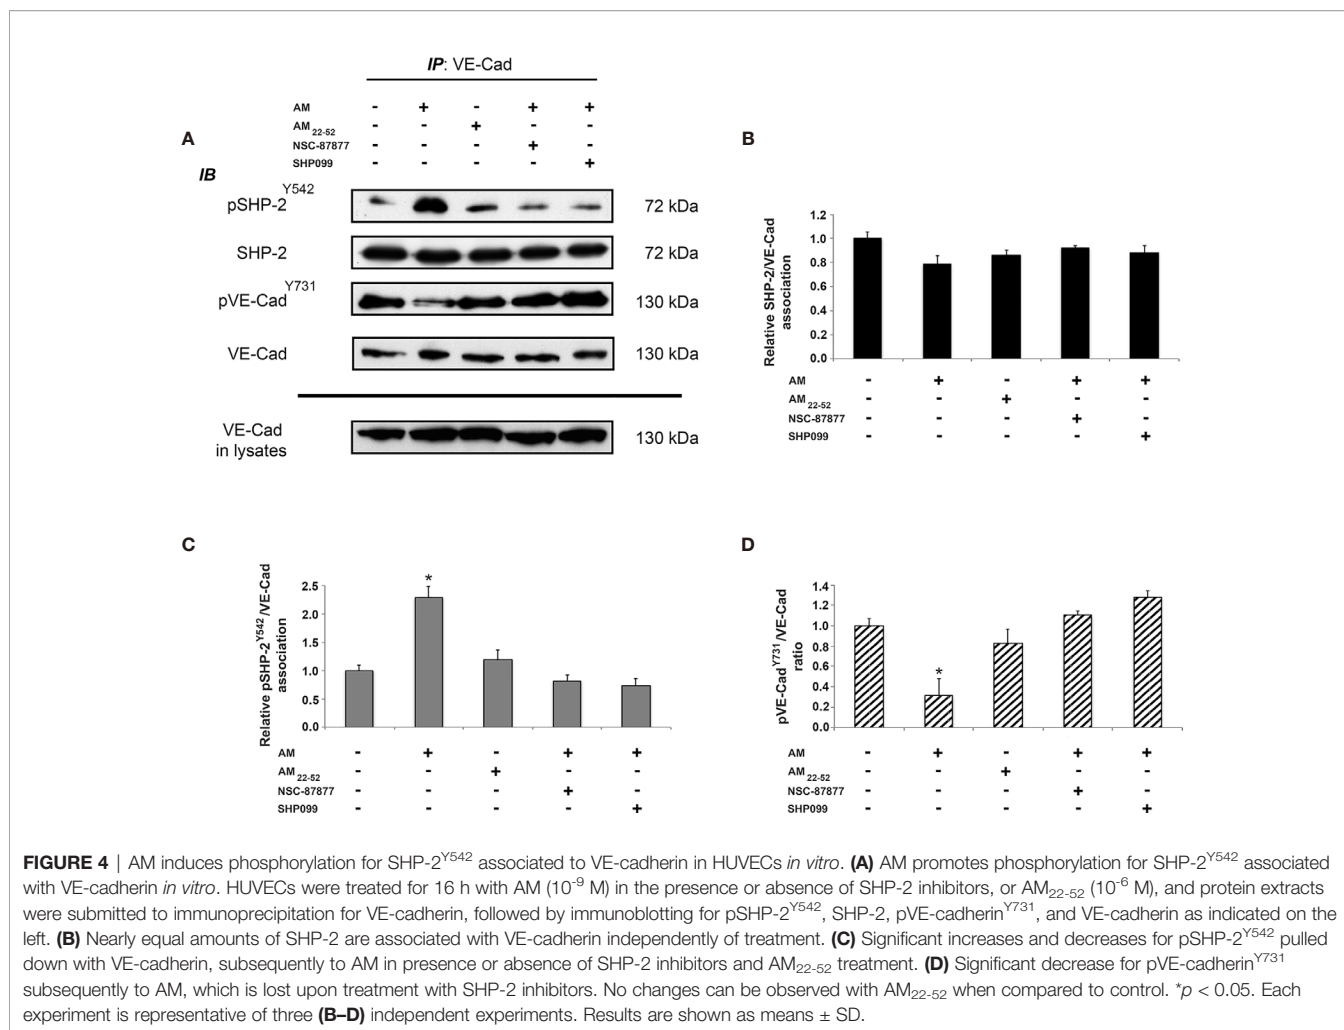 IP: VE-Cad
AM - + - + +
AM22-52 - - + - -
NSC-87877 - - - + -
SHP099 - - - - +
A
IB
pSHP-2Y542 72 kDa
SHP-2 72 kDa
pVE-CadY731 130 kDa
VE-Cad 130 kDa
VE-Cad
in lysates 130 kDa
B
Relative SHP-2/VE-Cad
association
1.2
1.0
0.8
0.6
0.4
0.2
0.0
AM - + - + +
AM22-52 - - + - -
NSC-87877 - - - + -
SHP099 - - - - +
C
Relative pSHP-2Y542/VE-Cad
association
2.5
2.0
1.5
1.0
0.5
0.0
*
AM - + - + +
AM22-52 - - + - -
NSC-87877 - - - + -
SHP099 - - - - +
D
pVE-CadY731/VE-Cad
ratio
1.4
1.2
1.0
0.8
0.6
0.4
0.2
0.0
*
AM - + - + +
AM22-52 - - + - -
NSC-87877 - - - + -
SHP099 - - - - +
FIGURE 4 | AM induces phosphorylation for SHP-2Y542 associated to VE-cadherin in HUVECs in vitro. (A) AM promotes phosphorylation for SHP-2Y542 associated
with VE-cadherin in vitro. HUVECs were treated for 16 h with AM (10-9 M) in the presence or absence of SHP-2 inhibitors, or AM22-52 (10-6 M), and protein extracts
were submitted to immunoprecipitation for VE-cadherin, followed by immunoblotting for pSHP-2Y542, SHP-2, pVE-cadherinY731, and VE-cadherin as indicated on the
left. (B) Nearly equal amounts of SHP-2 are associated with VE-cadherin independently of treatment. (C) Significant increases and decreases for pSHP-2Y542 pulled
down with VE-cadherin, subsequently to AM in presence or absence of SHP-2 inhibitors and AM22-52 treatment. (D) Significant decrease for pVE-cadherinY731
subsequently to AM, which is lost upon treatment with SHP-2 inhibitors. No changes can be observed with AM22-52 when compared to control. *p < 0.05. Each
experiment is representative of three (B–D) independent experiments. Results are shown as means ± SD.